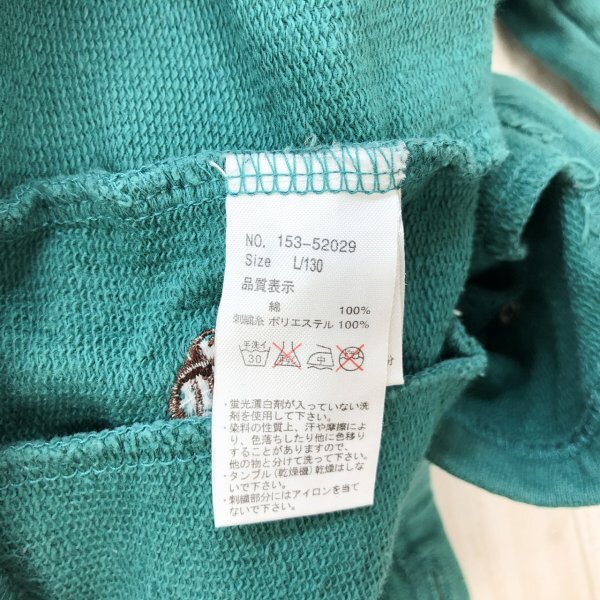 NO. 153-52029
Size L/130
品質表示
綿 100%
刺繍糸 ポリエステル 100%
手洗イ
30 中
分
・蛍光漂白剤が入っていない洗
剤を使用して下さい。
・染料の性質上、汗や摩擦によ
り、色落ちしたり他に色移り
することがありますので、
他の物と分けて洗って下さい。
・タンブル(乾燥機)乾燥はしな
いで下さい。
・刺繍部分にはアイロンを当て
ないで下さい。